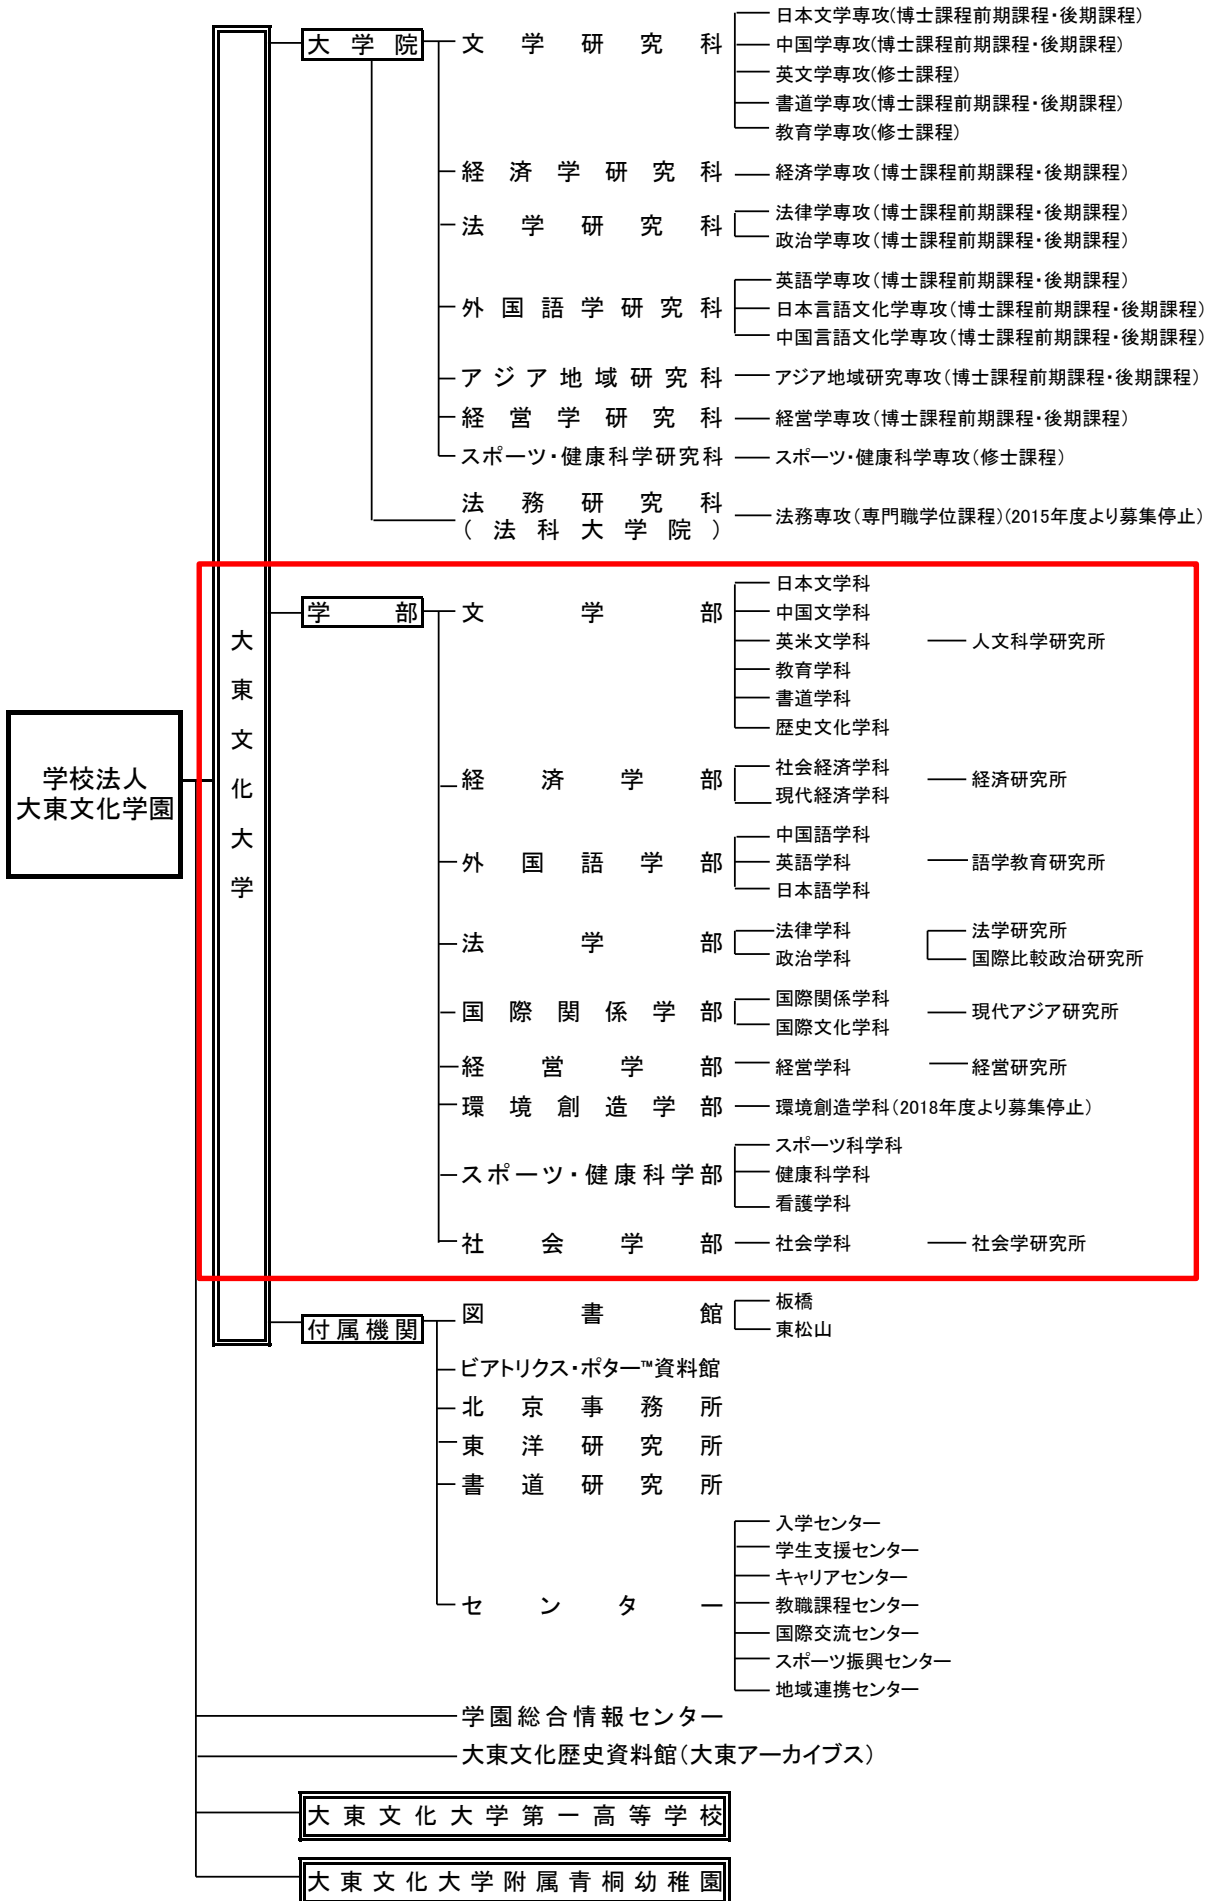 学校法人
大東文化学園
大東文化大学
大学院
文学研究科
日本文学専攻(博士課程前期課程・後期課程)
中国学専攻(博士課程前期課程・後期課程)
英文学専攻(修士課程)
書道学専攻(博士課程前期課程・後期課程)
教育学専攻(修士課程)
経済学研究科
経済学専攻(博士課程前期課程・後期課程)
法学研究科
法律学専攻(博士課程前期課程・後期課程)
政治学専攻(博士課程前期課程・後期課程)
外国語学研究科
英語学専攻(博士課程前期課程・後期課程)
日本言語文化学専攻(博士課程前期課程・後期課程)
中国言語文化学専攻(博士課程前期課程・後期課程)
アジア地域研究科
アジア地域研究専攻(博士課程前期課程・後期課程)
経営学研究科
経営学専攻(博士課程前期課程・後期課程)
スポーツ・健康科学研究科
スポーツ・健康科学専攻(修士課程)
法務研究科
(法科大学院)
法務専攻(専門職学位課程)(2015年度より募集停止)
学部
文学部
日本文学科
中国文学科
英米文学科
教育学科
書道学科
歴史文化学科
人文科学研究所
経済学部
社会経済学科
現代経済学科
経済研究所
外国語学部
中国語学科
英語学科
日本語学科
語学教育研究所
法学部
法律学科
政治学科
法学研究所
国際比較政治研究所
国際関係学部
国際関係学科
国際文化学科
現代アジア研究所
経営学部
経営学科
経営研究所
環境創造学部
環境創造学科(2018年度より募集停止)
スポーツ・健康科学部
スポーツ科学科
健康科学科
看護学科
社会学部
社会学科
社会学研究所
付属機関
図書館
板橋
東松山
ビアトリクス・ポター™資料館
北京事務所
東洋研究所
書道研究所
センター
入学センター
学生支援センター
キャリアセンター
教職課程センター
国際交流センター
スポーツ振興センター
地域連携センター
学園総合情報センター
大東文化歴史資料館(大東アーカイブス)
大東文化大学第一高等学校
大東文化大学附属青桐幼稚園